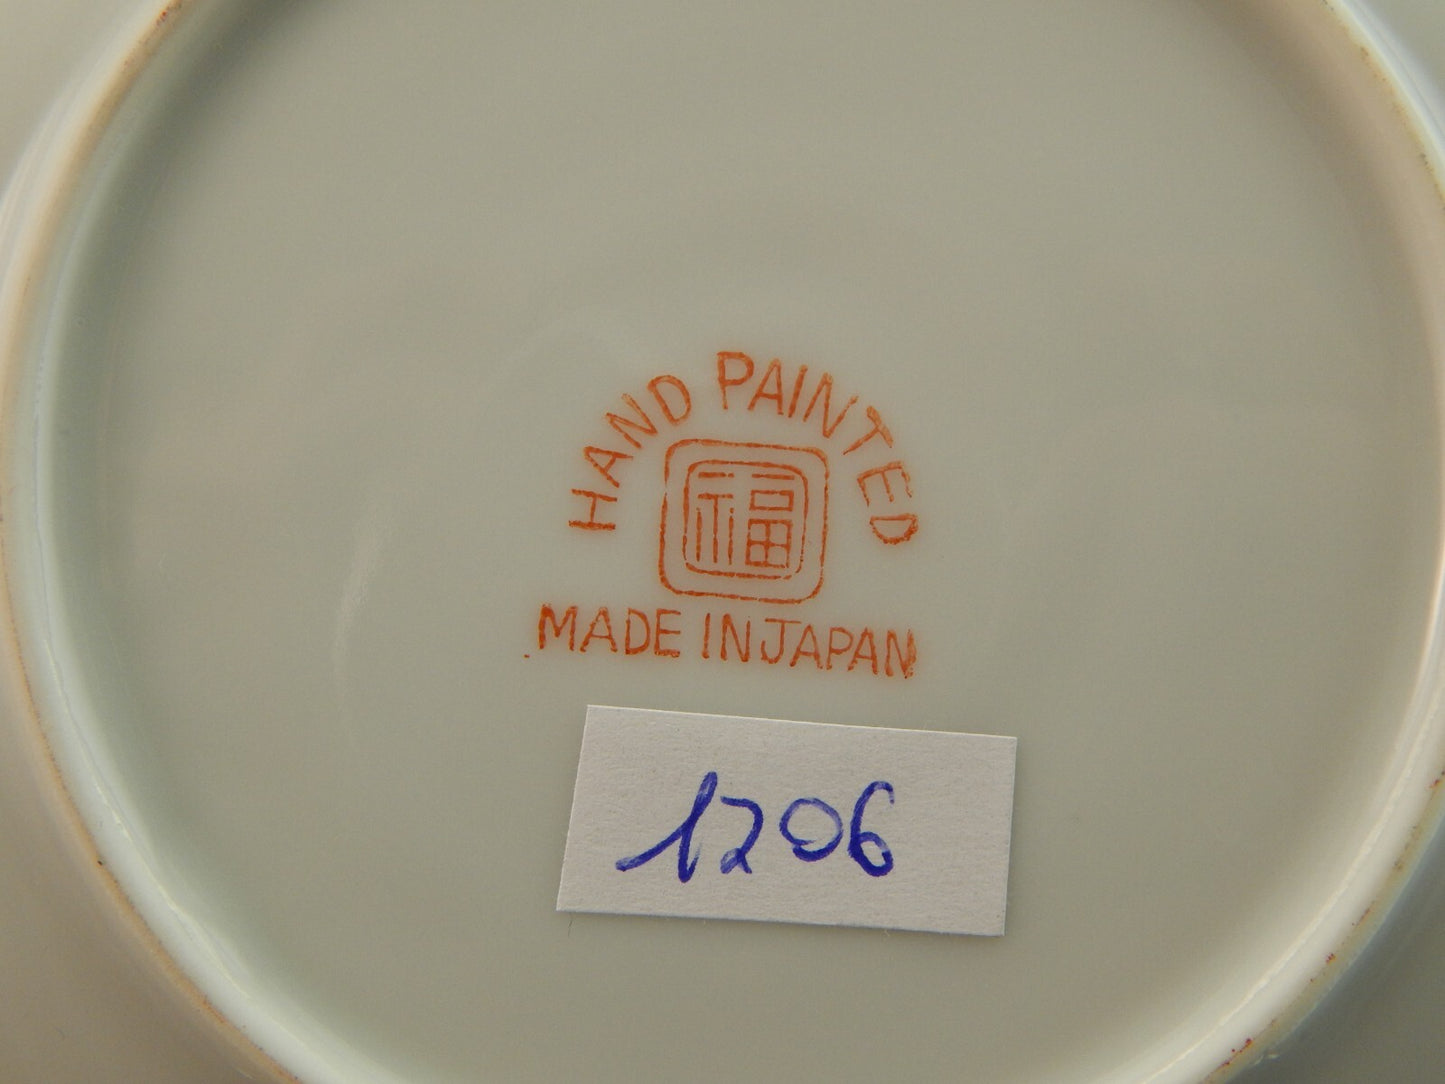 HAND PAINTED
福
MADE IN JAPAN
1206